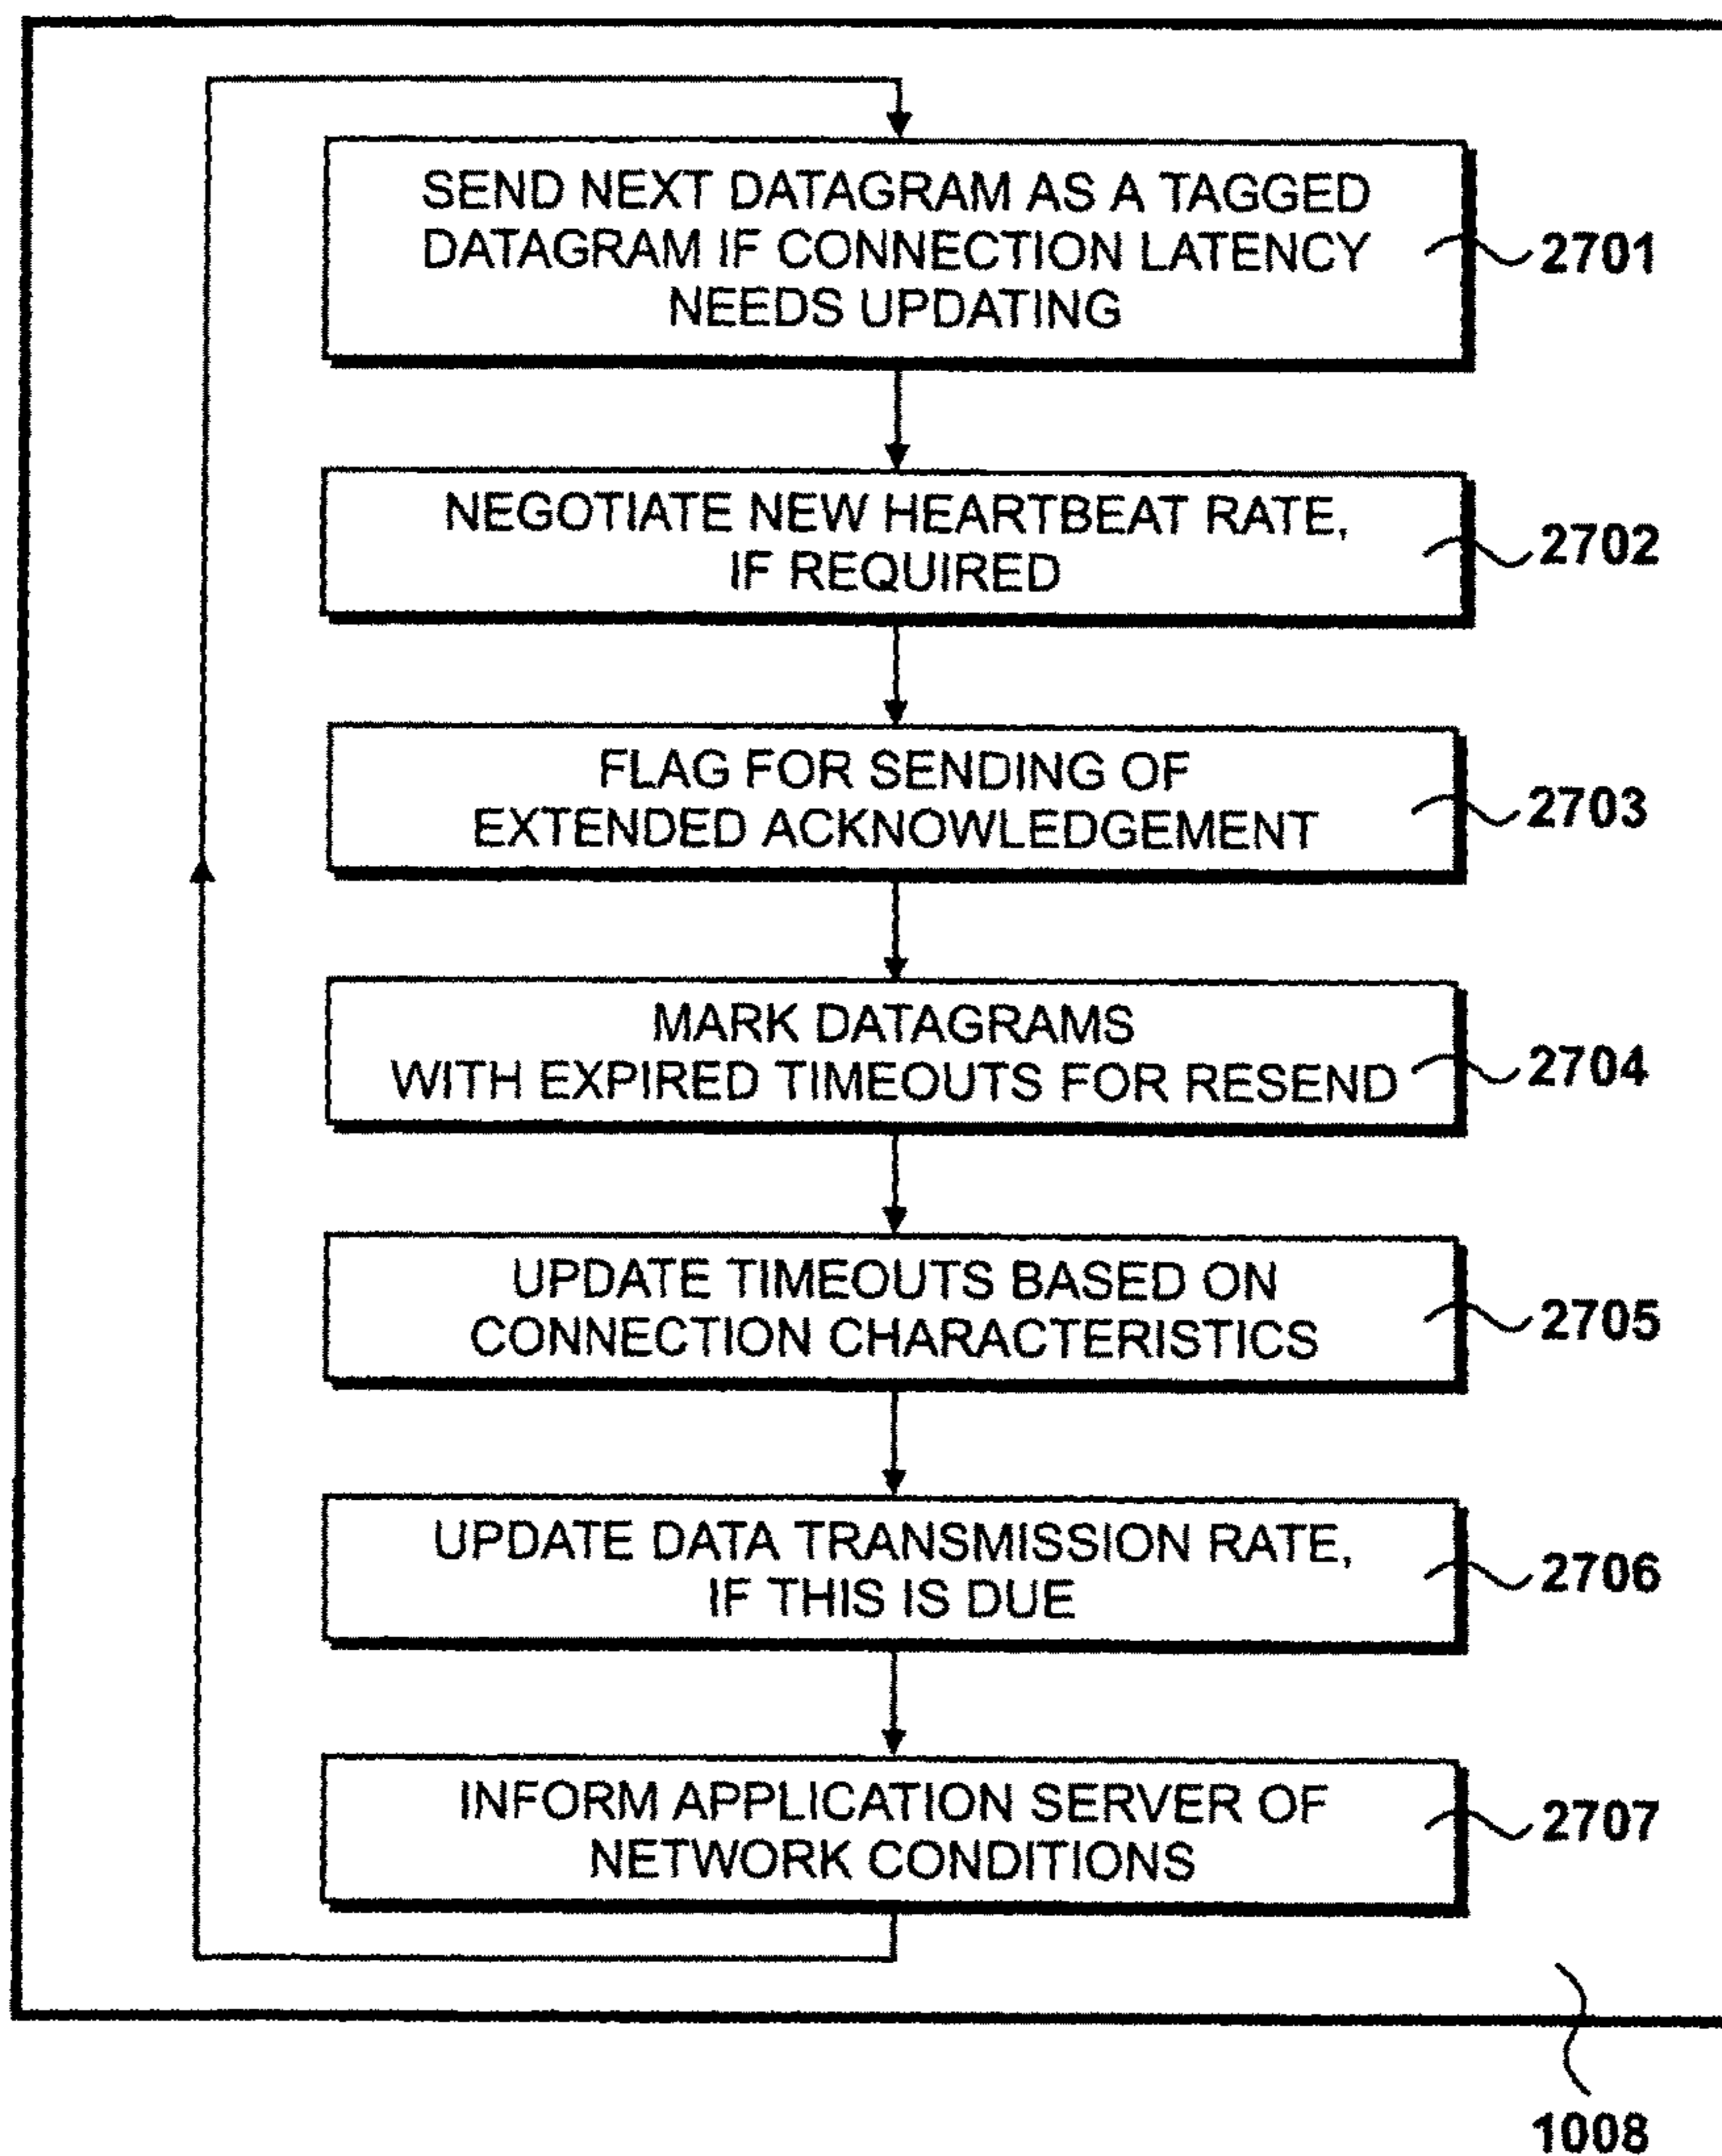 SEND NEXT DATAGRAM AS A TAGGED
DATAGRAM IF CONNECTION LATENCY
NEEDS UPDATING
2701
NEGOTIATE NEW HEARTBEAT RATE,
IF REQUIRED
2702
FLAG FOR SENDING OF
EXTENDED ACKNOWLEDGEMENT
2703
MARK DATAGRAMS
WITH EXPIRED TIMEOUTS FOR RESEND
2704
UPDATE TIMEOUTS BASED ON
CONNECTION CHARACTERISTICS
2705
UPDATE DATA TRANSMISSION RATE,
IF THIS IS DUE
2706
INFORM APPLICATION SERVER OF
NETWORK CONDITIONS
2707
1008